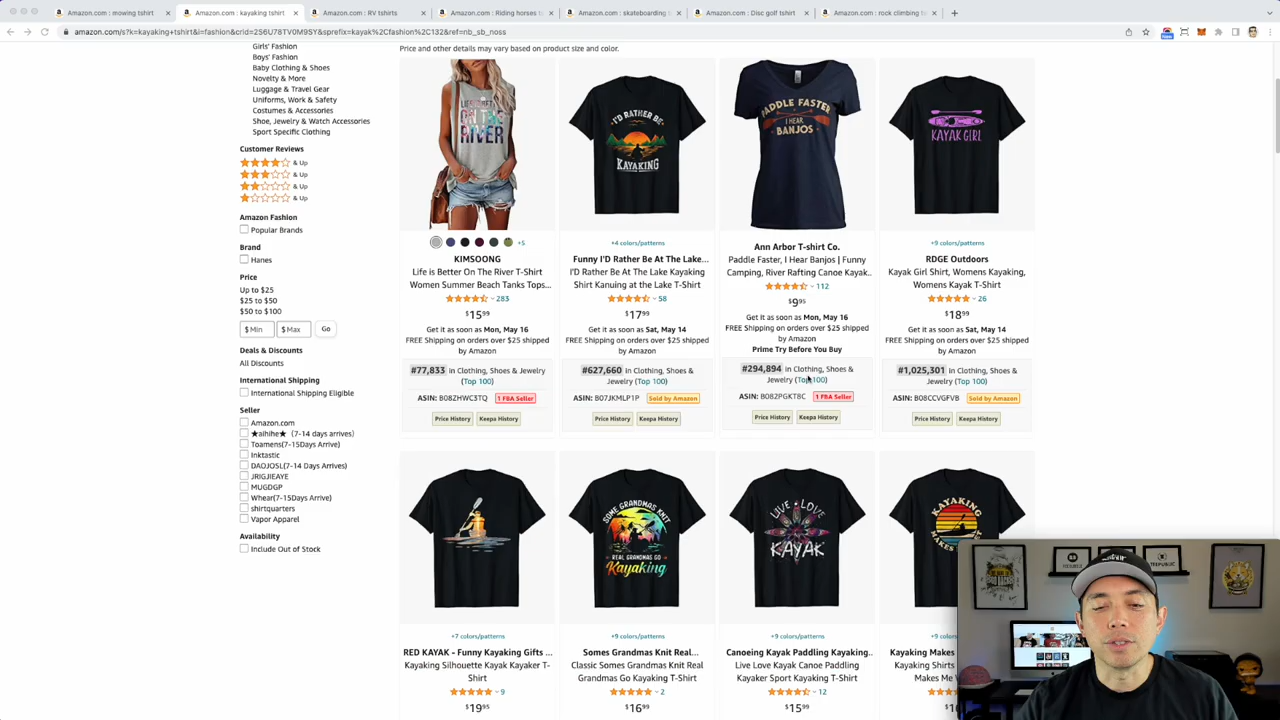 Amazon.com : mowing tshirt
Amazon.com : kayaking tshirt
Amazon.com : RV tshirts
Amazon.com : Riding horses t
Amazon.com : skateboarding t
Amazon.com : Disc golf tshirt
Amazon.com : rock climbing t
amazon.com/s?k=kayaking+tshirt&i=fashion&crid=2S6U78TV0M9SY&sprefix=kayak%2Cfashion%2C132&ref=nb_sb_noss
Girls' Fashion
Boys' Fashion
Baby Clothing & Shoes
Novelty & More
Luggage & Travel Gear
Uniforms, Work & Safety
Costumes & Accessories
Shoe, Jewelry & Watch Accessories
Sport Specific Clothing
Customer Reviews
& Up
& Up
& Up
& Up
Amazon Fashion
Popular Brands
Brand
Hanes
Price
Up to $25
$25 to $50
$50 to $100
$ Min $ Max Go
Deals & Discounts
All Discounts
International Shipping
International Shipping Eligible
Seller
Amazon.com
★aihihe★ (7-14 days arrives)
Toamens(7-15Days Arrive)
Inktastic
DAOJOSL(7-14 Days Arrives)
JRIGJIEAYE
MUGDGP
Whear(7-15Days Arrive)
shirtquarters
Vapor Apparel
Availability
Include Out of Stock
Price and other details may vary based on product size and color.
ON THE
RIVER
+5
KIMSOONG
Life is Better On The River T-Shirt
Women Summer Beach Tanks Tops...
283
$1599
Get it as soon as Mon, May 16
FREE Shipping on orders over $25 shipped
by Amazon
#77,833 in Clothing, Shoes & Jewelry
(Top 100)
ASIN: B08ZHWC3TQ 1 FBA Seller
Price History Keepa History
I'D RATHER BE
KAYAKING
+4 colors/patterns
Funny I'D Rather Be At The Lake...
I'D Rather Be At The Lake Kayaking
Shirt Kanuing at the Lake T-Shirt
58
$1799
Get it as soon as Sat, May 14
FREE Shipping on orders over $25 shipped
by Amazon
#627,660 in Clothing, Shoes &
Jewelry (Top 100)
ASIN: B07JKMLP1P Sold by Amazon
Price History Keepa History
PADDLE FASTER
I HEAR
BANJOS
Ann Arbor T-shirt Co.
Paddle Faster, I Hear Banjos | Funny
Camping, River Rafting Canoe Kayak..
112
$995
Get it as soon as Mon, May 16
FREE Shipping on orders over $25 shipped
by Amazon
Prime Try Before You Buy
#294,894 in Clothing, Shoes &
Jewelry (Top 100)
ASIN: B082PGKT8C 1 FBA Seller
Price History Keepa History
KAYAK GIRL
+9 colors/patterns
RDGE Outdoors
Kayak Girl Shirt, Womens Kayaking,
Womens Kayak T-Shirt
26
$1899
Get it as soon as Sat, May 14
FREE Shipping on orders over $25 shipped
by Amazon
#1,025,301 in Clothing, Shoes &
Jewelry (Top 100)
ASIN: B08CCVGFVB Sold by Amazon
Price History Keepa History
+7 colors/patterns
RED KAYAK - Funny Kayaking Gifts ...
Kayaking Silhouette Kayak Kayaker T-
Shirt
9
$1995
SOME GRANDMAS KNIT
REAL GRANDMAS GO
Kayaking
+9 colors/patterns
Somes Grandmas Knit Real...
Classic Somes Grandmas Knit Real
Grandmas Go Kayaking T-Shirt
2
$1699
LIVE LOVE
KAYAK
+9 colors/patterns
Canoeing Kayak Paddling Kayaking..
Live Love Kayak Canoe Paddling
Kayaker Sport Kayaking T-Shirt
12
$1599
KAYAKING
+9 col
Kayaking Makes
Kayaking Shirts
Makes Me